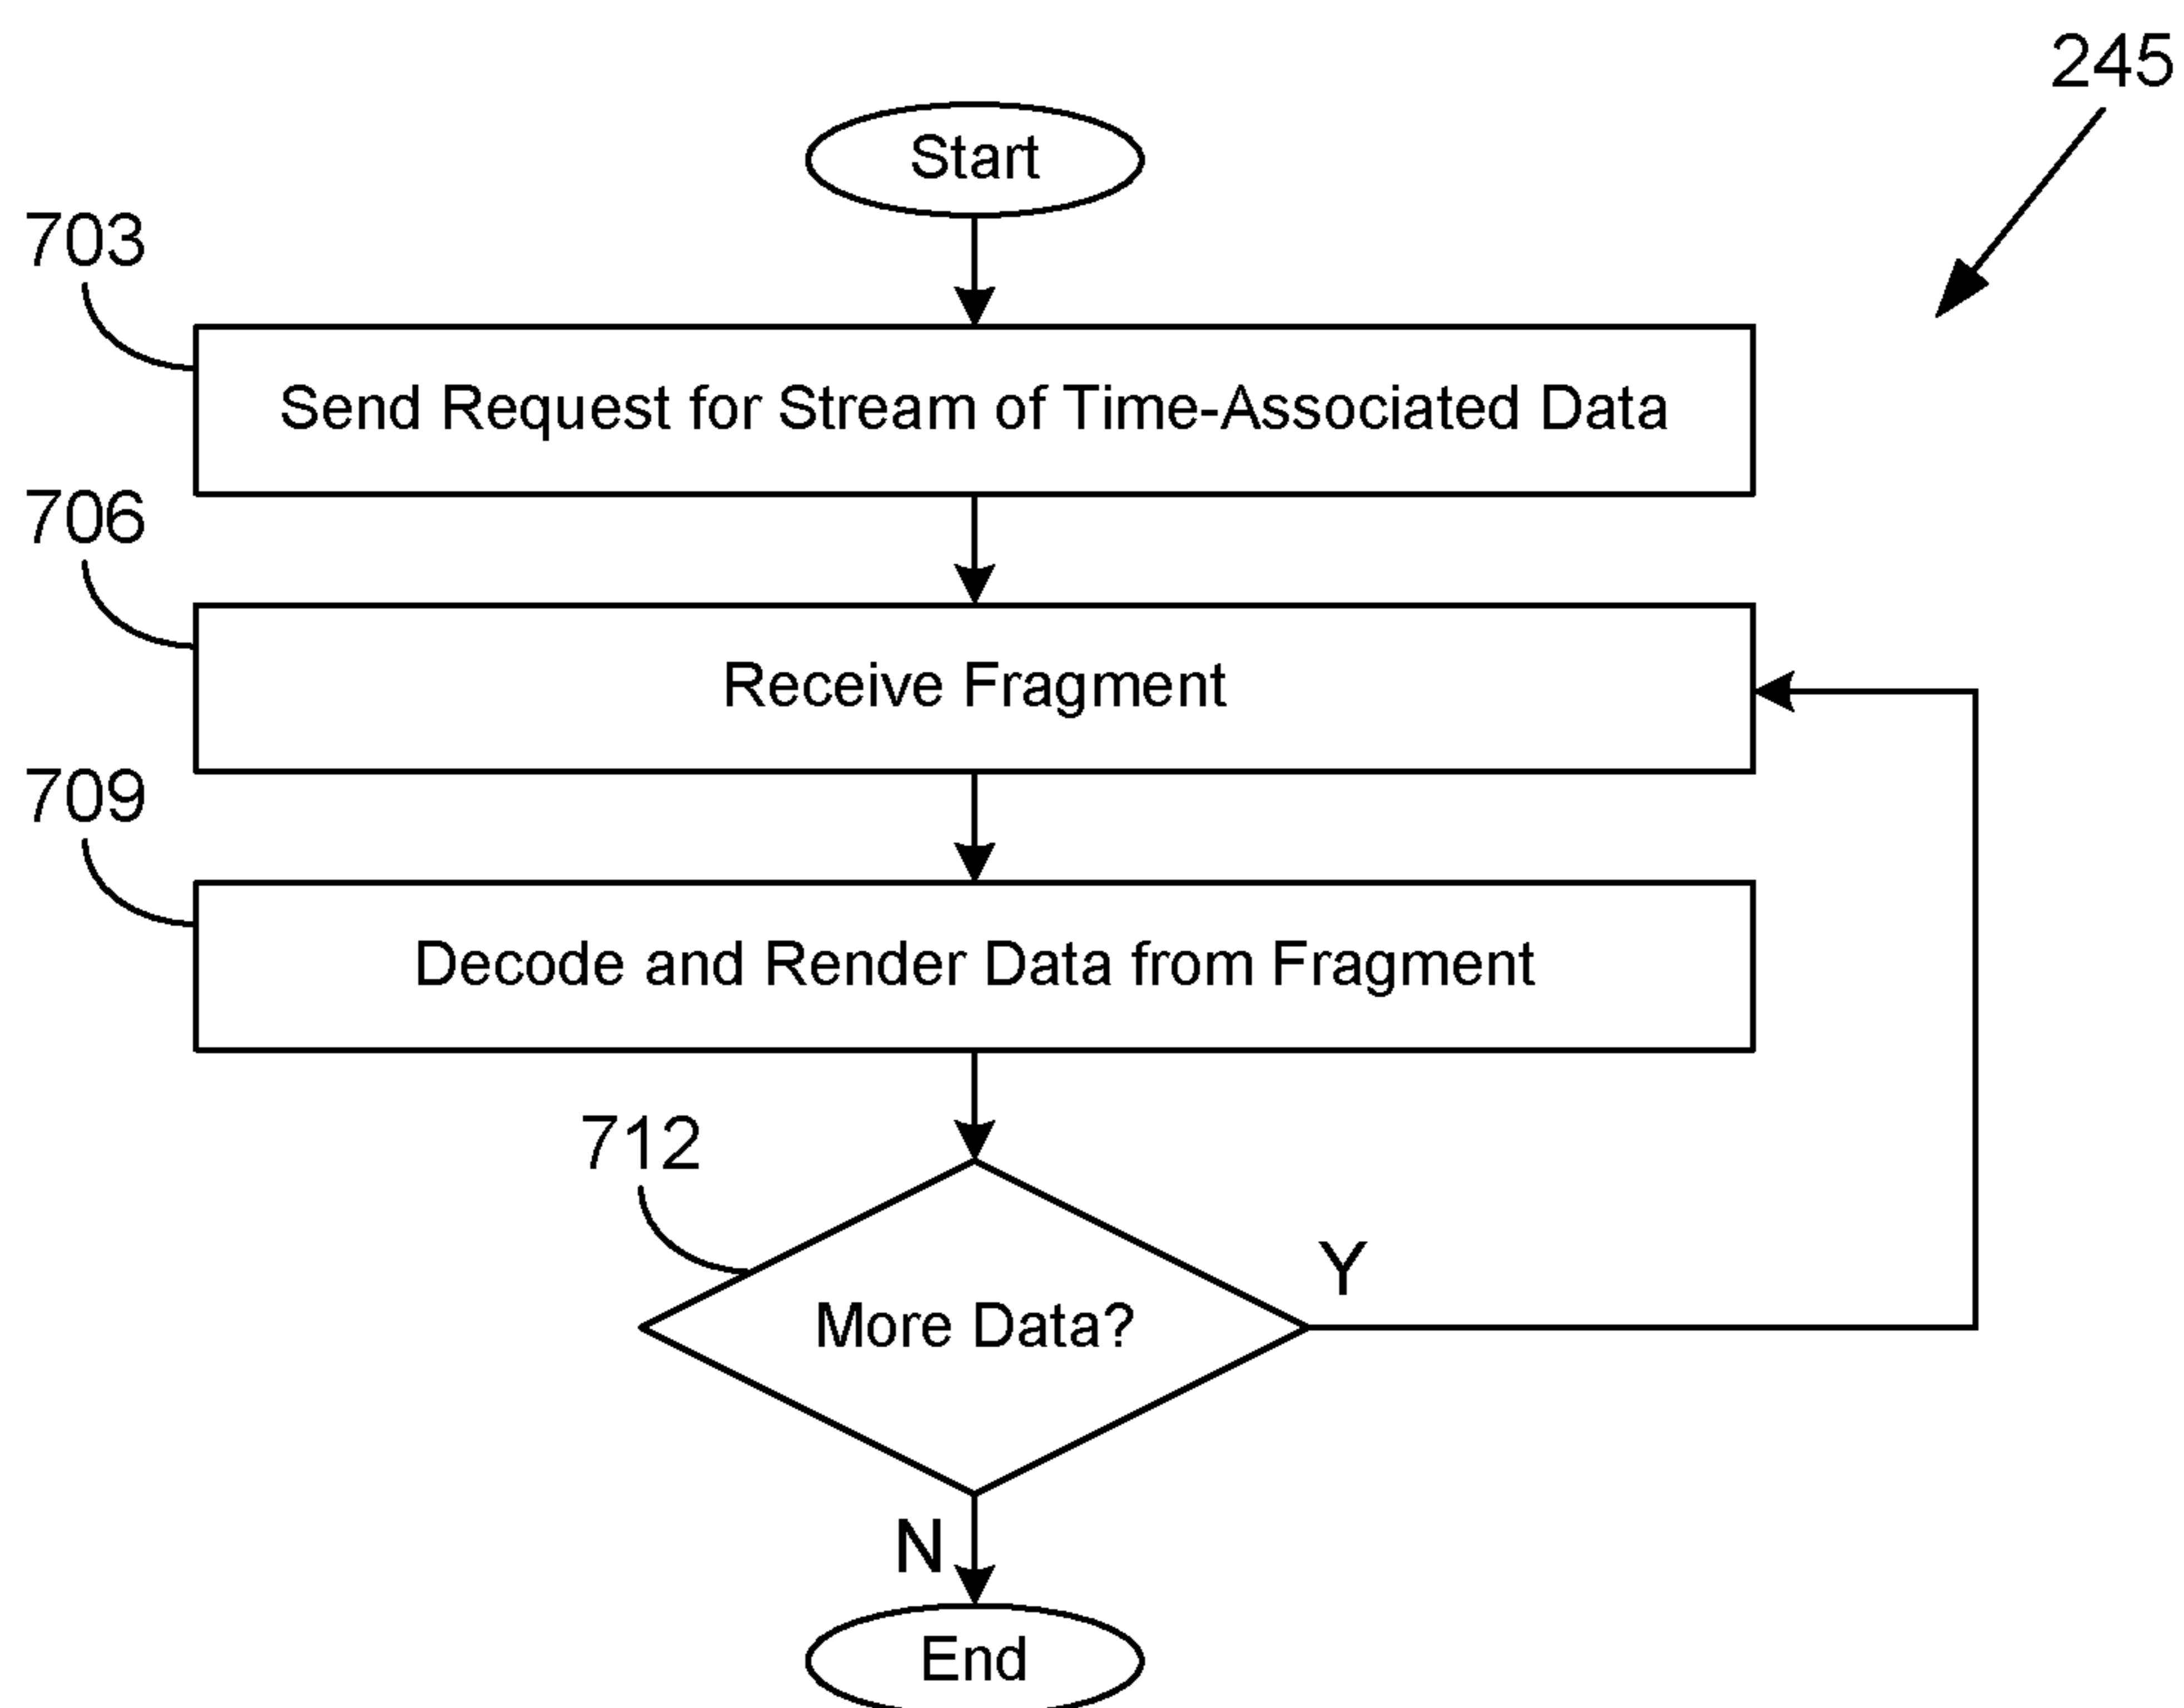 245
Start
703
Send Request for Stream of Time-Associated Data
706
Receive Fragment
709
Decode and Render Data from Fragment
712
More Data?
Y
N
End